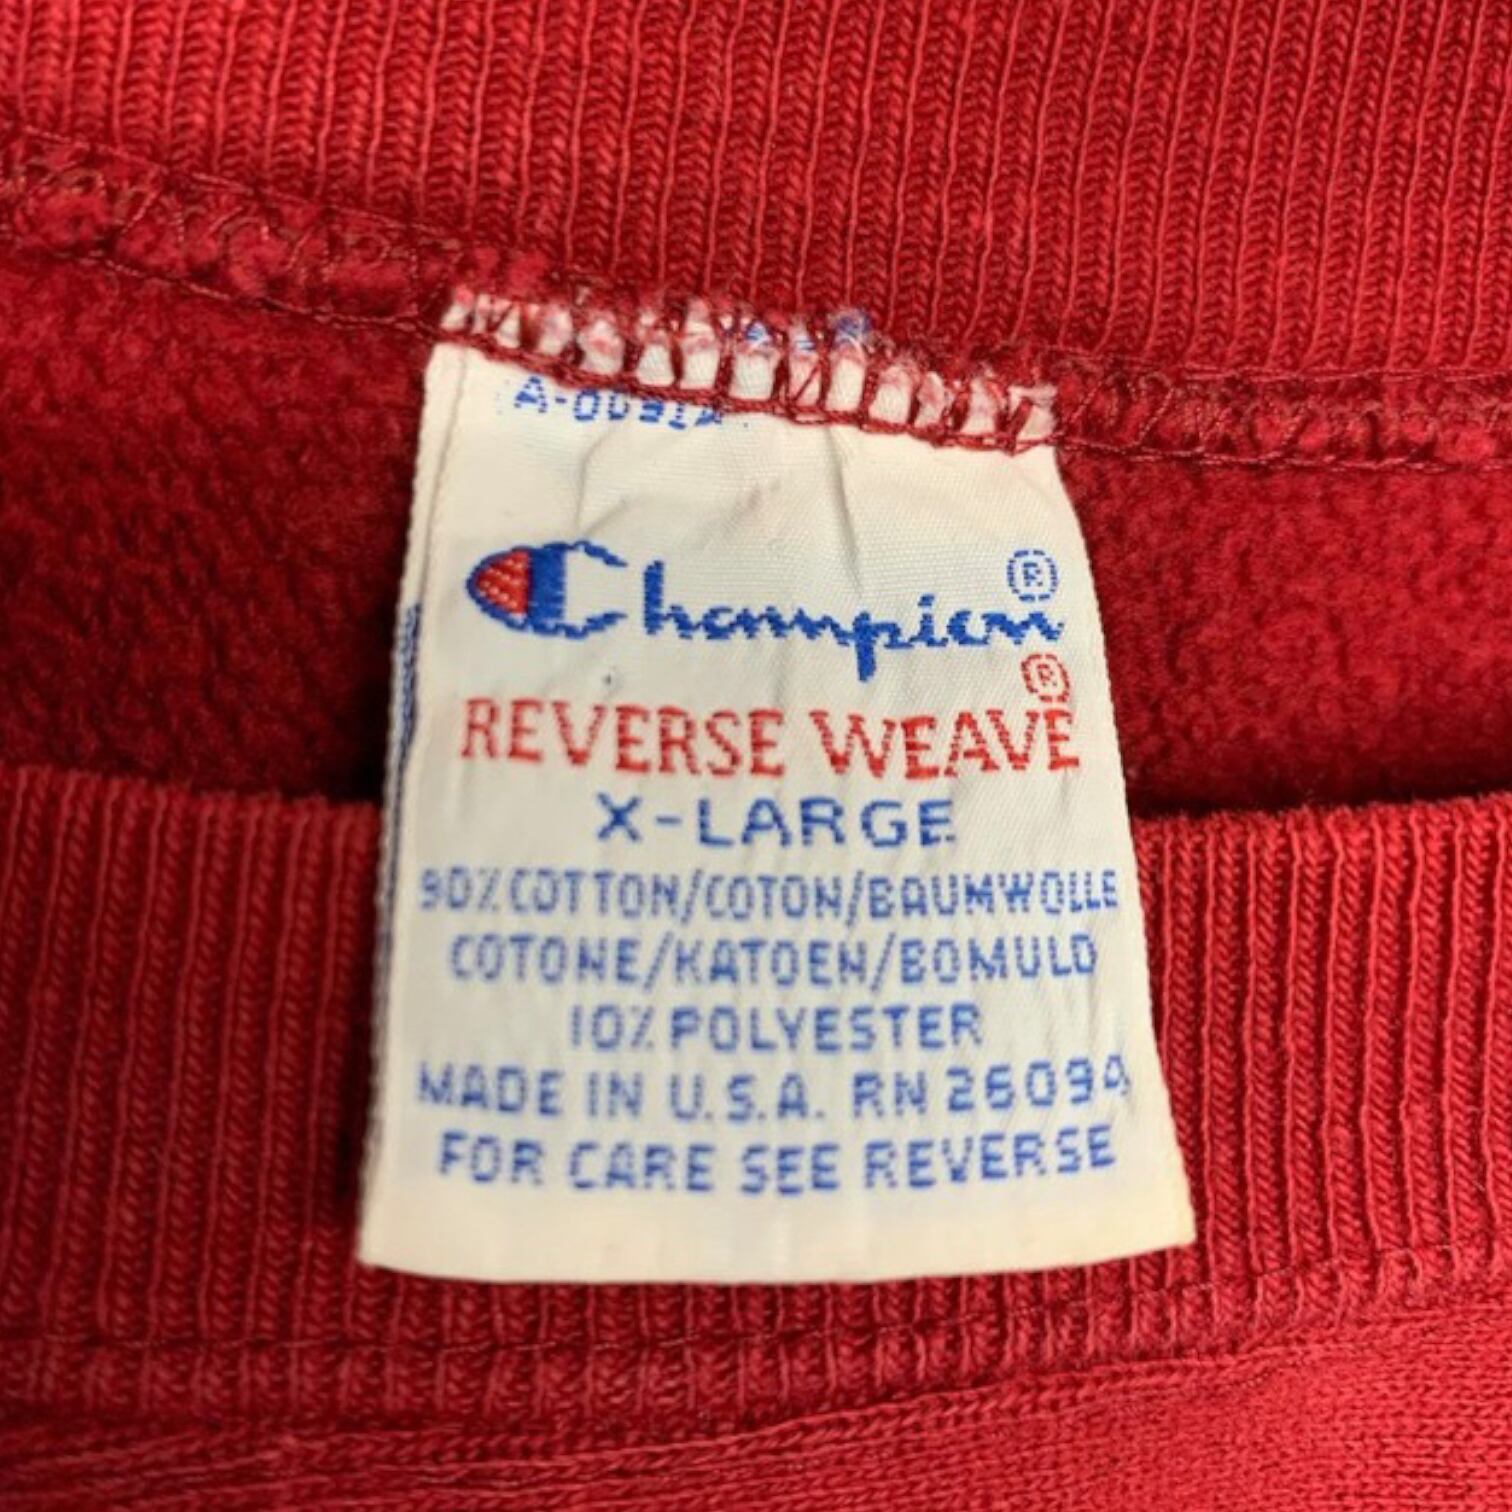 Champion®
REVERSE WEAVE®
X-LARGE
90% COTTON/COTON/BAUMWOLLE
COTONE/KATOEN/BOMULD
10% POLYESTER
MADE IN U.S.A. RN 26094
FOR CARE SEE REVERSE